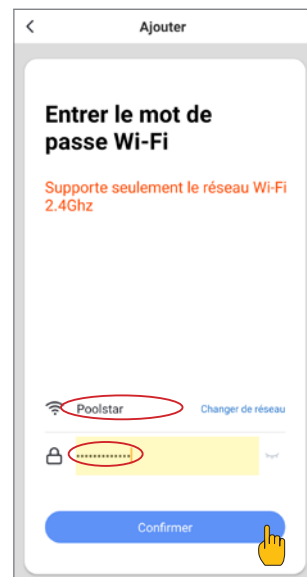 Ajouter
Entrer le mot de
passe Wi-Fi
Supporte seulement le réseau Wi-Fi
2.4Ghz
Poolstar
Changer de réseau
•••••••••••••
Confirmer